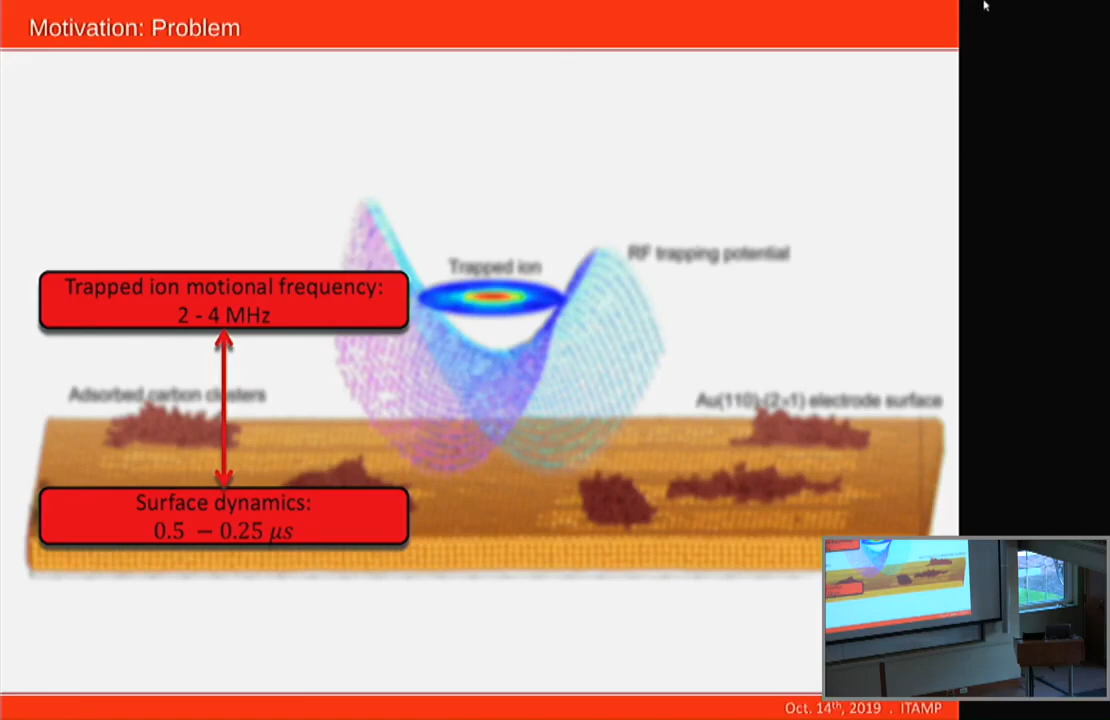 Motivation: Problem
Trapped ion
RF trapping potential
Trapped ion motional frequency:
2 - 4 MHz
Adsorbed carbon clusters
Au(110)-(2×1) electrode surface
Surface dynamics:
0.5 − 0.25 μs
Oct. 14th, 2019 . ITAMP